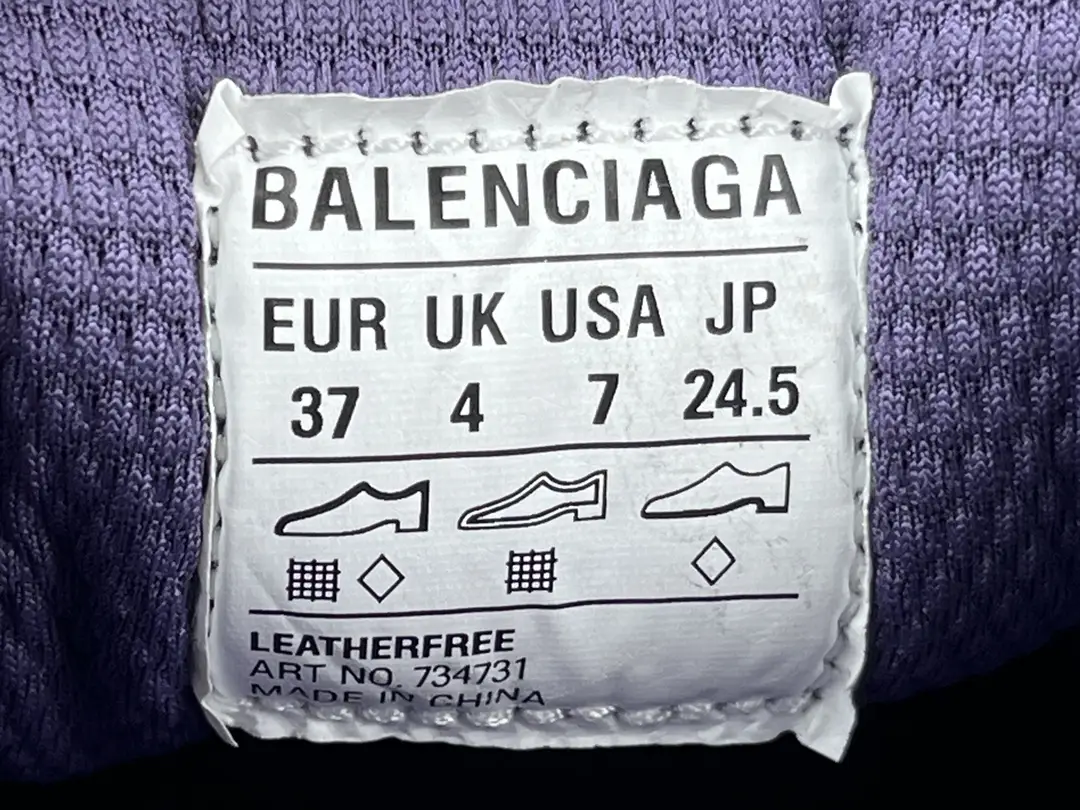 BALENCIAGA
EUR UK USA JP
37 4 7 24.5
LEATHERFREE
ART NO. 734731
MADE IN CHINA